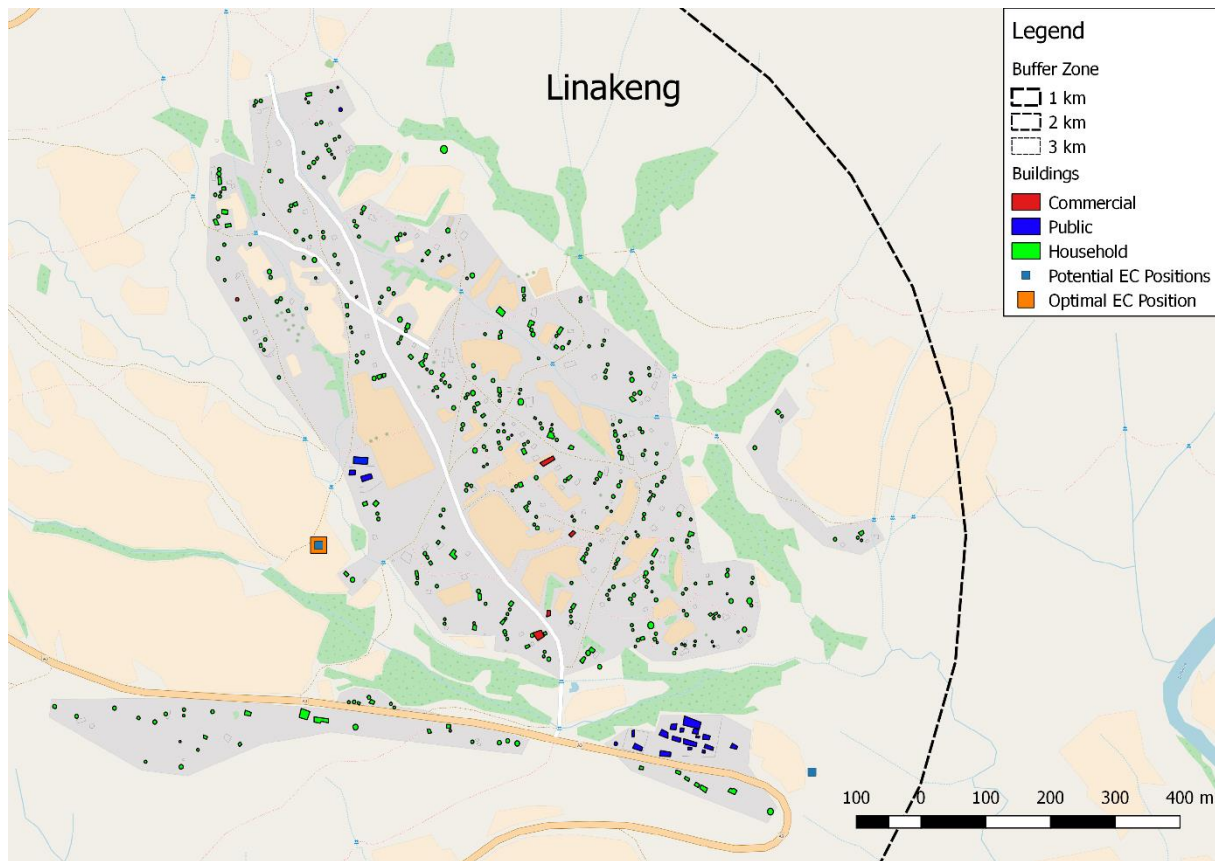 Linakeng
Legend
Buffer Zone
1 km
2 km
3 km
Buildings
Commercial
Public
Household
Potential EC Positions
Optimal EC Position
100 0 100 200 300 400 m